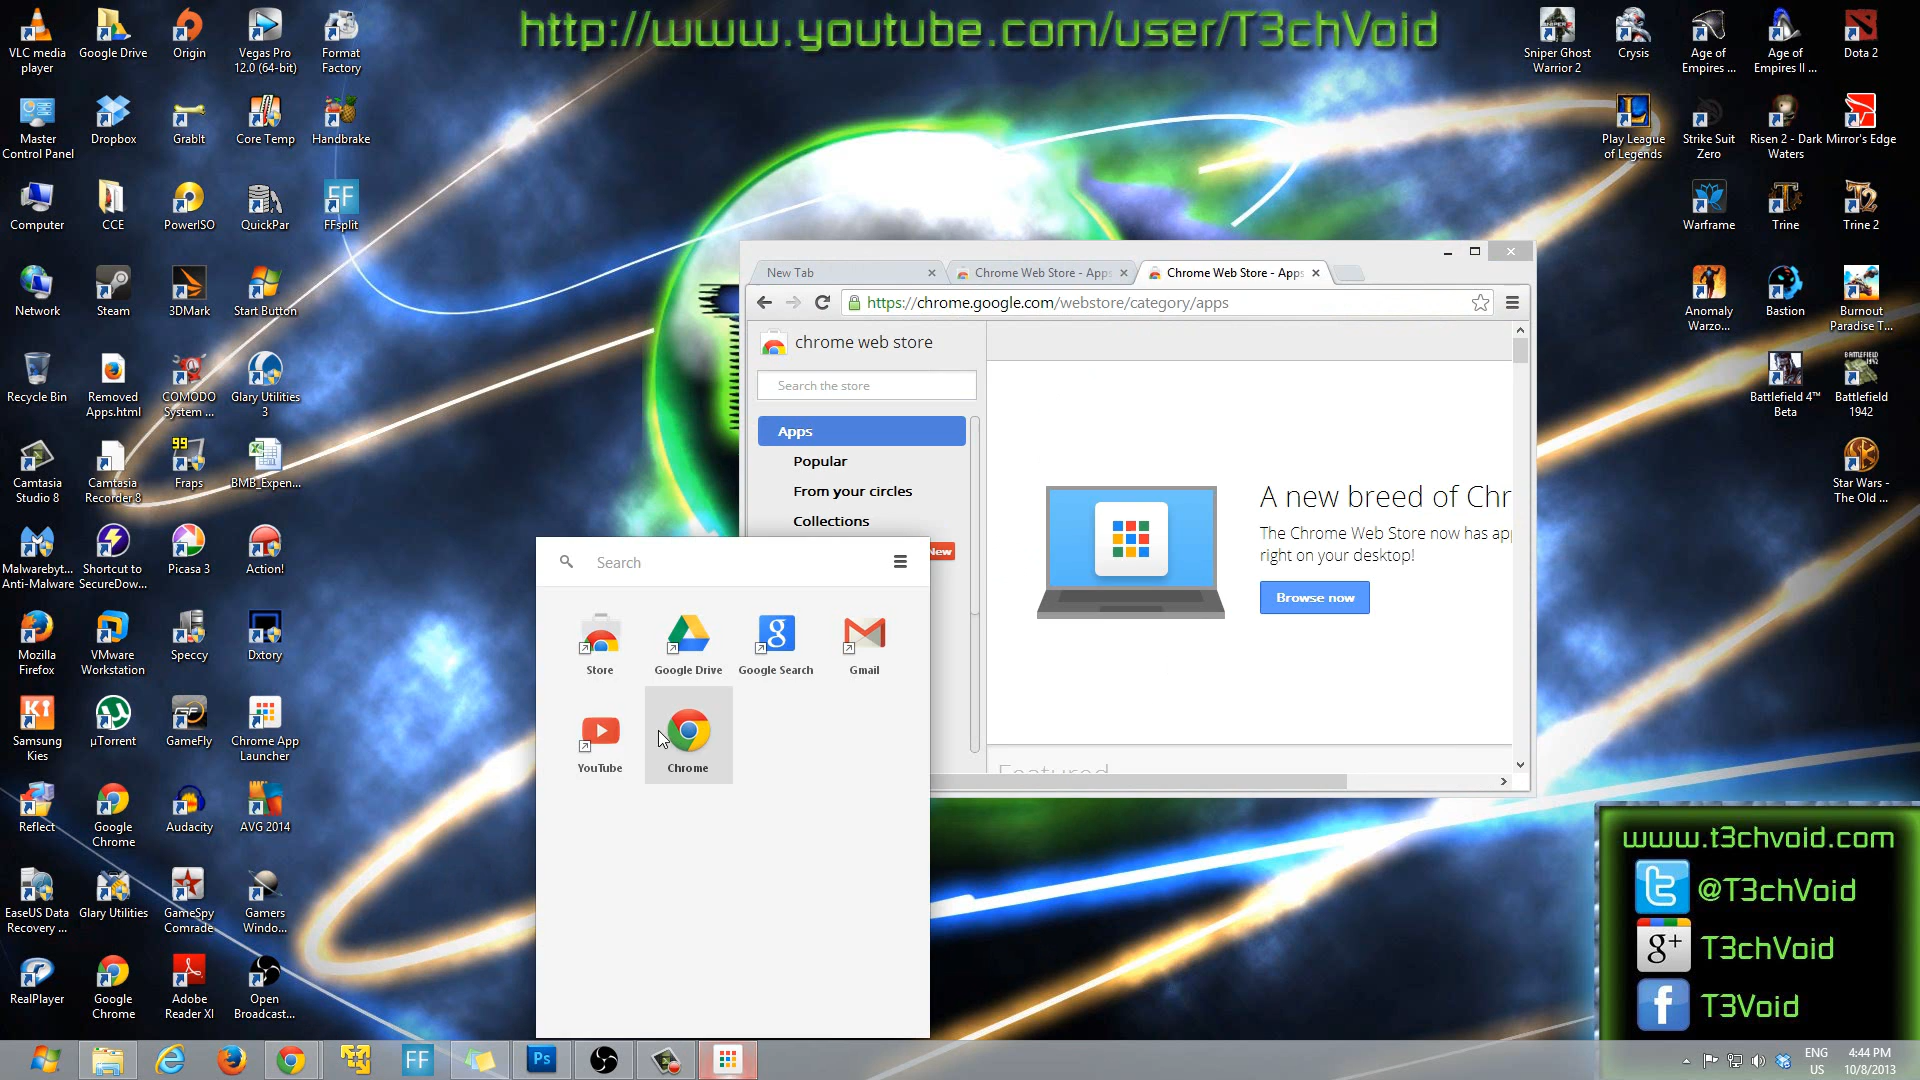 http://www.youtube.com/user/T3chVoid
VLC media player
Google Drive
Origin
Vegas Pro 12.0 (64-bit)
Format Factory
Sniper Ghost Warrior 2
Crysis
Age of Empires ...
Age of Empires II ...
Dota 2
Master Control Panel
Dropbox
GrabIt
Core Temp
Handbrake
Play League of Legends
Strike Suit Zero
Risen 2 - Dark Waters
Mirror's Edge
Computer
CCE
PowerISO
QuickPar
FFsplit
Warframe
Trine
Trine 2
Network
Steam
3DMark
Start Button
Anomaly Warzo...
Bastion
Burnout Paradise T...
Recycle Bin
Removed Apps.html
COMODO System ...
Glary Utilities 3
Battlefield 4™ Beta
Battlefield 1942
Camtasia Studio 8
Camtasia Recorder 8
99
Fraps
BMB_Expen...
Star Wars - The Old ...
Malwarebyt... Anti-Malware
Shortcut to SecureDow...
Picasa 3
Action!
Mozilla Firefox
VMware Workstation
Speccy
Dxtory
Samsung Kies
µTorrent
GameFly
Chrome App Launcher
Reflect
Google Chrome
Audacity
AVG 2014
EaseUS Data Recovery ...
Glary Utilities
GameSpy Comrade
Gamers Windo...
RealPlayer
Google Chrome
Adobe Reader XI
Open Broadcast...
New Tab
Chrome Web Store - Apps
Chrome Web Store - Apps
https://chrome.google.com/webstore/category/apps
chrome web store
Search the store
Apps
Popular
From your circles
Collections
New
A new breed of Chr
The Chrome Web Store now has app
right on your desktop!
Browse now
Featured
Search
Store
Google Drive
Google Search
Gmail
YouTube
Chrome
www.t3chvoid.com
@T3chVoid
g+ T3chVoid
f T3Void
FF
Ps
ENG
US
4:44 PM
10/8/2013